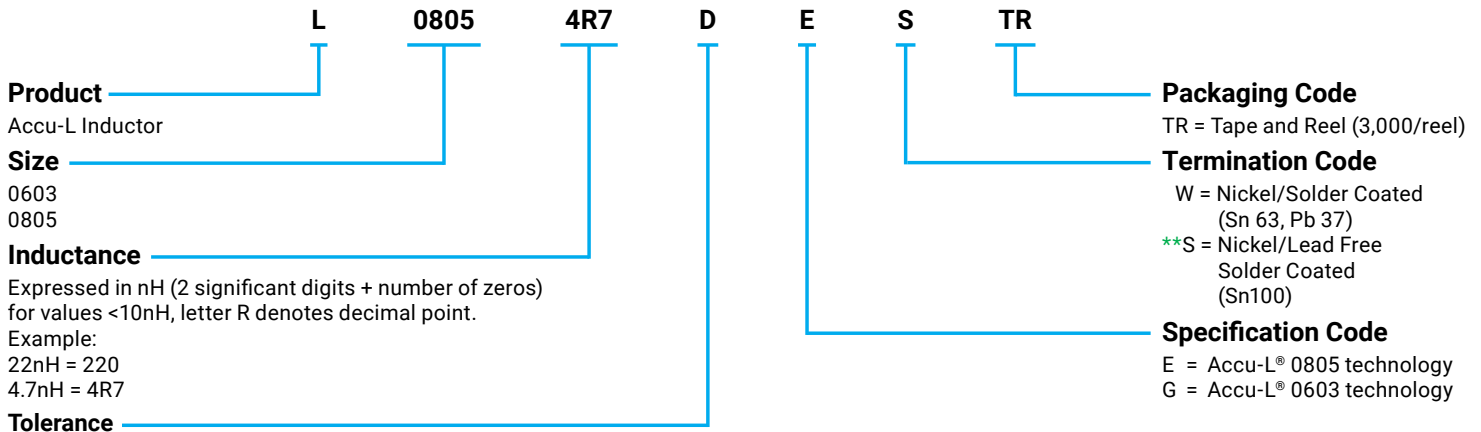 L 0805 4R7 D E S TR
Product
Accu-L Inductor
Size
0603
0805
Inductance
Expressed in nH (2 significant digits + number of zeros)
for values <10nH, letter R denotes decimal point.
Example:
22nH = 220
4.7nH = 4R7
Tolerance
Packaging Code
TR = Tape and Reel (3,000/reel)
Termination Code
W = Nickel/Solder Coated
(Sn 63, Pb 37)
**S = Nickel/Lead Free
Solder Coated
(Sn100)
Specification Code
E = Accu-L® 0805 technology
G = Accu-L® 0603 technology